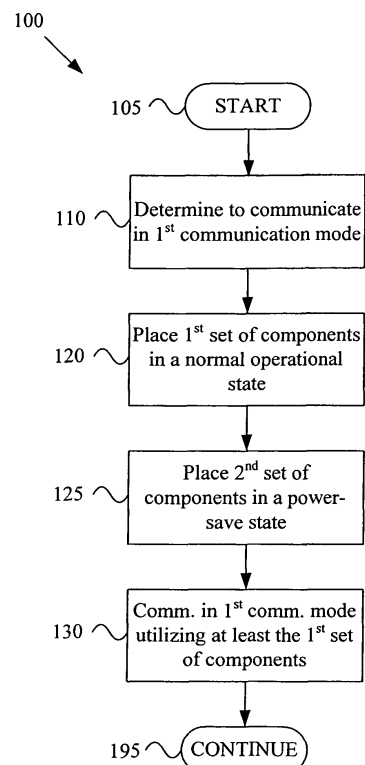 100
105
START
110
Determine to communicate
in 1st communication mode
120
Place 1st set of components
in a normal operational
state
125
Place 2nd set of
components in a power-
save state
130
Comm. in 1st comm. mode
utilizing at least the 1st set
of components
195
CONTINUE